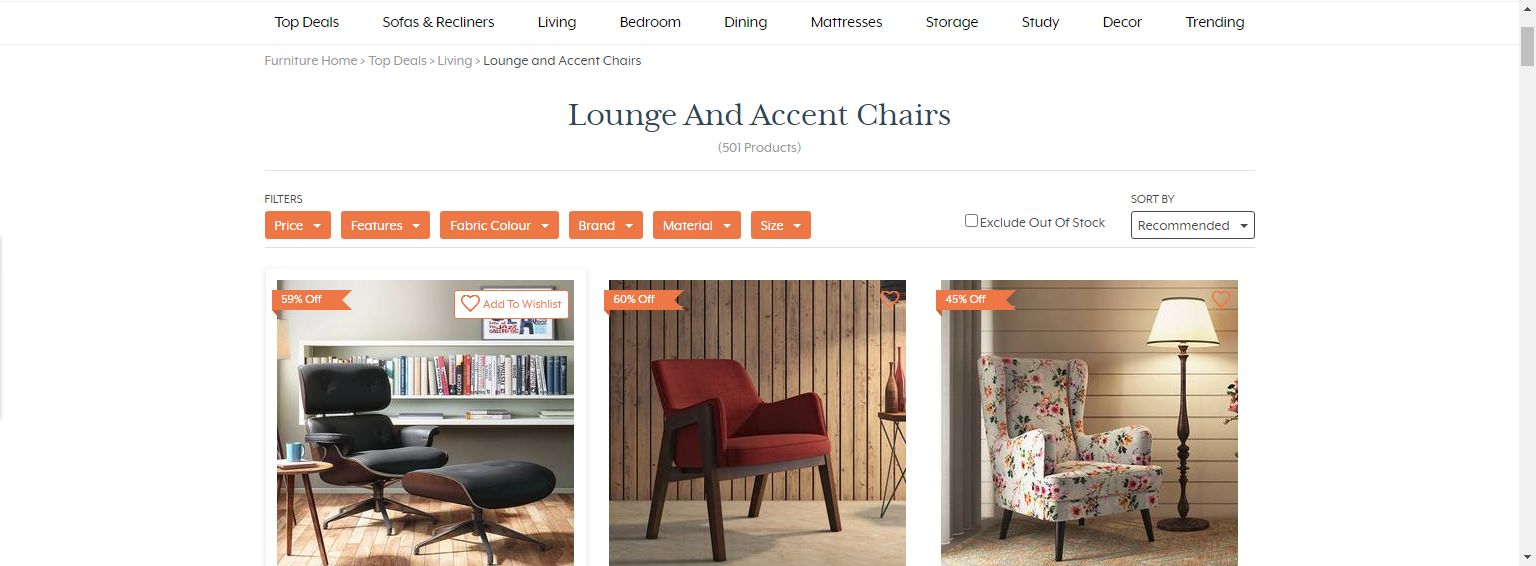 Top Deals Sofas & Recliners Living Bedroom Dining Mattresses Storage Study Decor Trending
Furniture Home > Top Deals > Living > Lounge and Accent Chairs
Lounge And Accent Chairs
(501 Products)
FILTERS
SORT BY
Price Features Fabric Colour Brand Material Size
Exclude Out Of Stock
Recommended
59% Off
Add To Wishlist
60% Off
45% Off
JAZZ